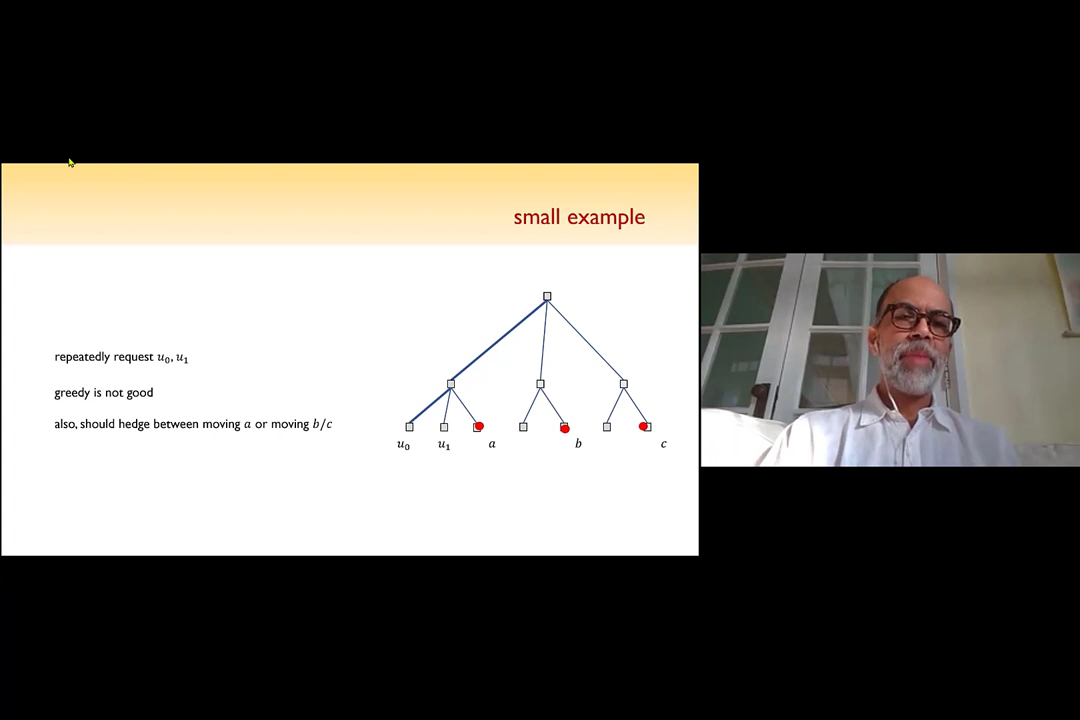 small example
repeatedly request u₀, u₁
greedy is not good
also, should hedge between moving a or moving b/c
u₀ u₁ a b c